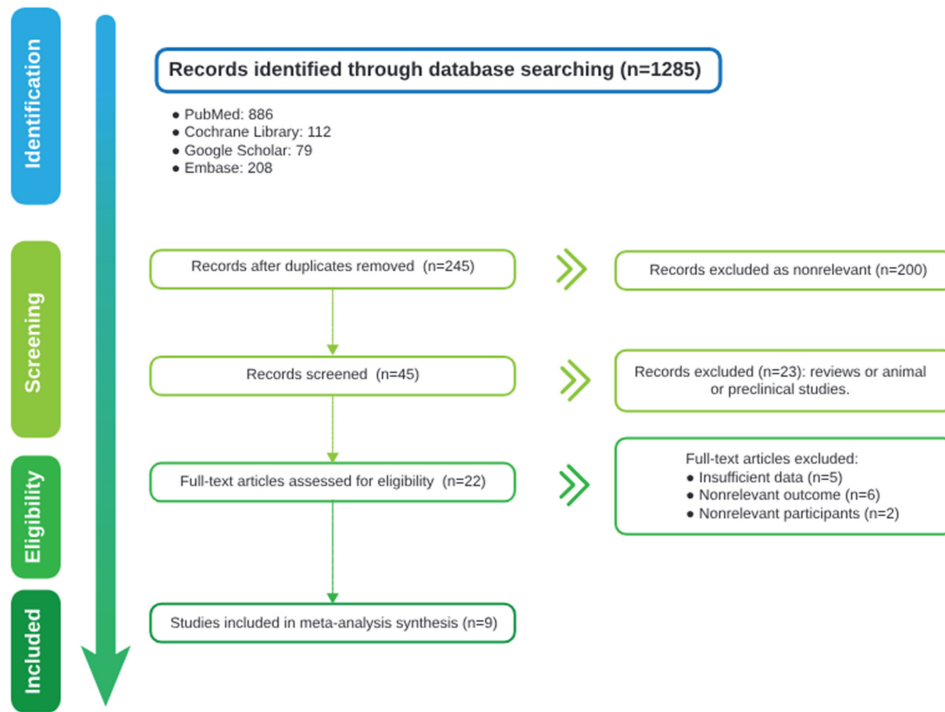 Identification
Records identified through database searching (n=1285)
● PubMed: 886
● Cochrane Library: 112
● Google Scholar: 79
● Embase: 208
Screening
Records after duplicates removed (n=245)
Records excluded as nonrelevant (n=200)
Records screened (n=45)
Records excluded (n=23): reviews or animal
or preclinical studies.
Eligibility
Full-text articles assessed for eligibility (n=22)
Full-text articles excluded:
● Insufficient data (n=5)
● Nonrelevant outcome (n=6)
● Nonrelevant participants (n=2)
Included
Studies included in meta-analysis synthesis (n=9)